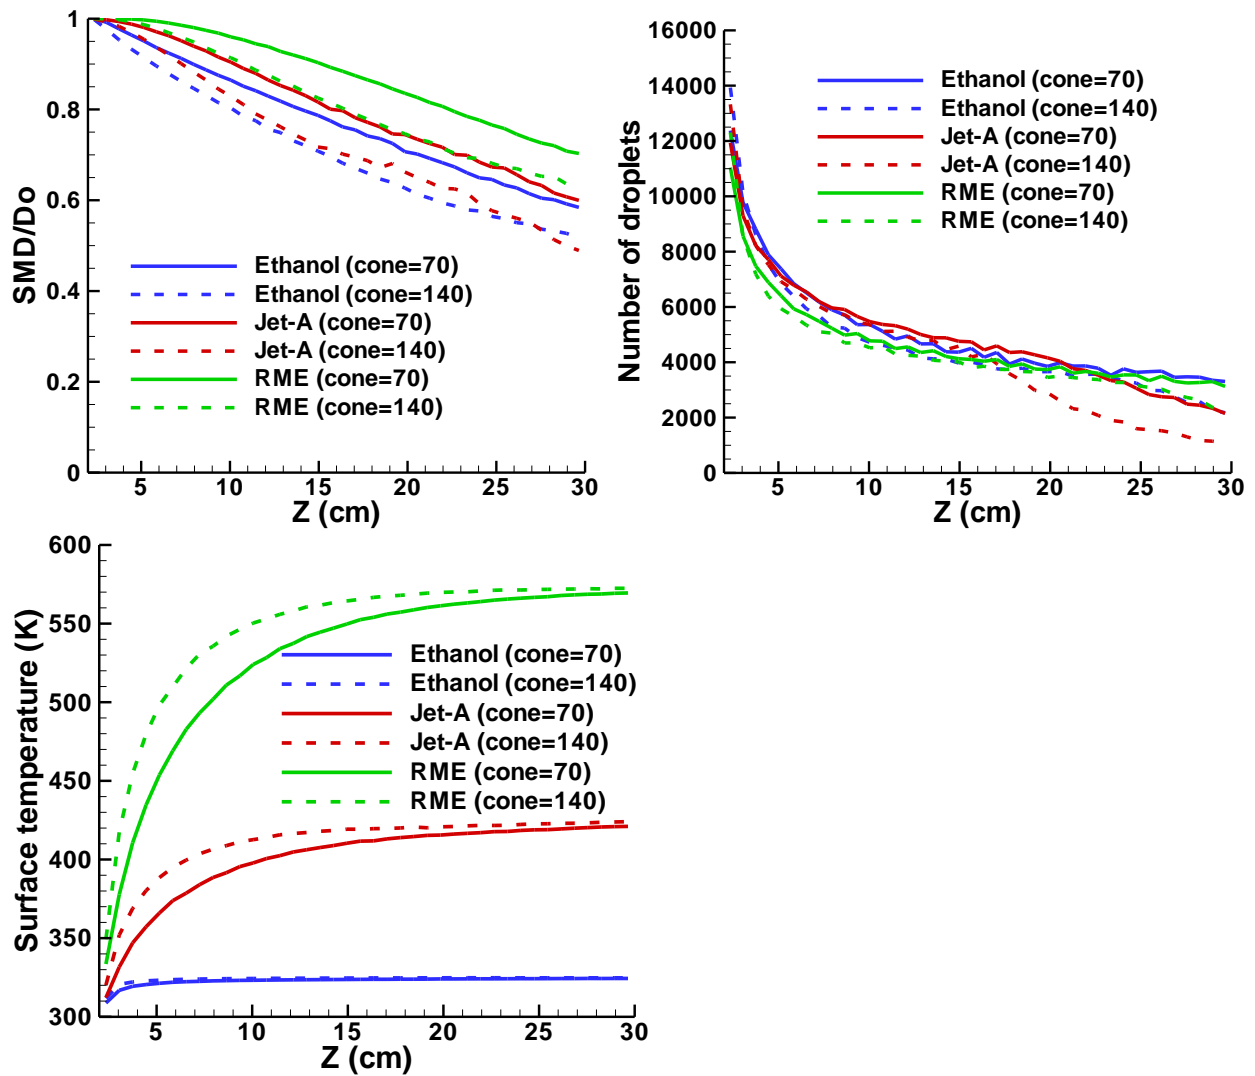 SMD/Do
1
0.8
0.6
0.4
0.2
0
5
10
15
20
25
30
Z (cm)
Ethanol (cone=70)
Ethanol (cone=140)
Jet-A (cone=70)
Jet-A (cone=140)
RME (cone=70)
RME (cone=140)
Number of droplets
16000
14000
12000
10000
8000
6000
4000
2000
0
5
10
15
20
25
30
Z (cm)
Ethanol (cone=70)
Ethanol (cone=140)
Jet-A (cone=70)
Jet-A (cone=140)
RME (cone=70)
RME (cone=140)
Surface temperature (K)
600
550
500
450
400
350
300
5
10
15
20
25
30
Z (cm)
Ethanol (cone=70)
Ethanol (cone=140)
Jet-A (cone=70)
Jet-A (cone=140)
RME (cone=70)
RME (cone=140)